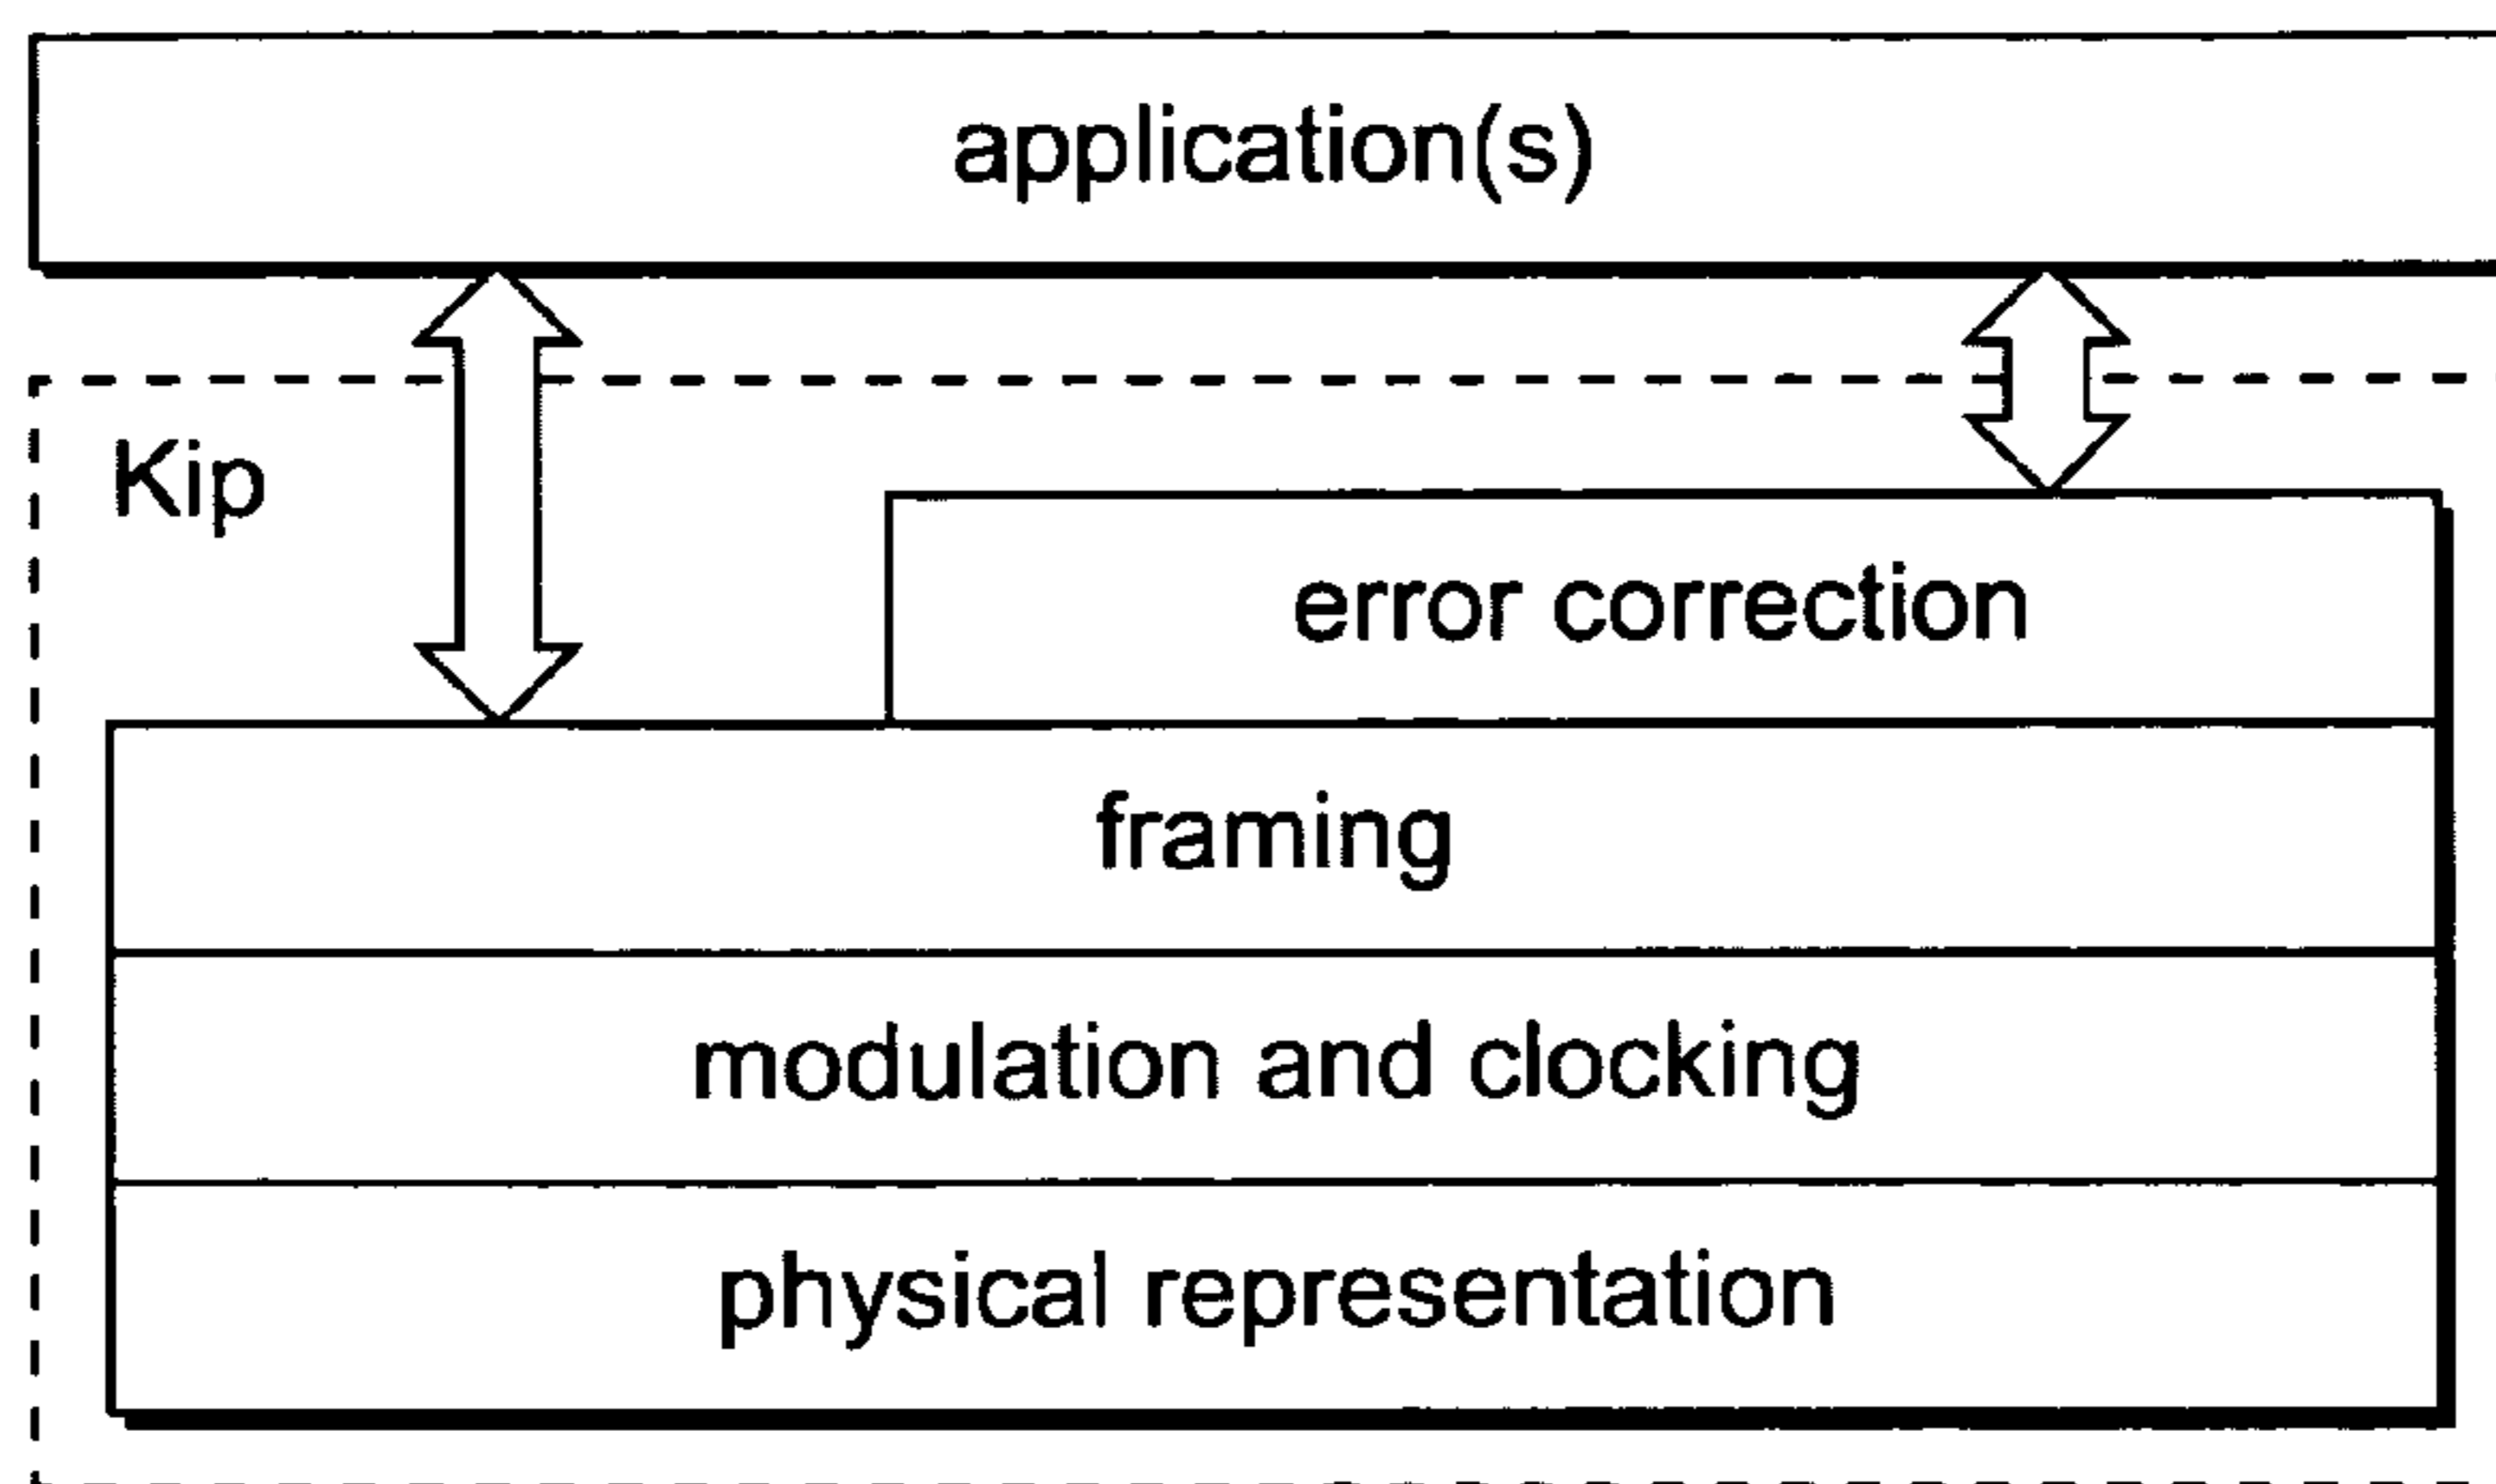 application(s)
Kip
error correction
framing
modulation and clocking
physical representation